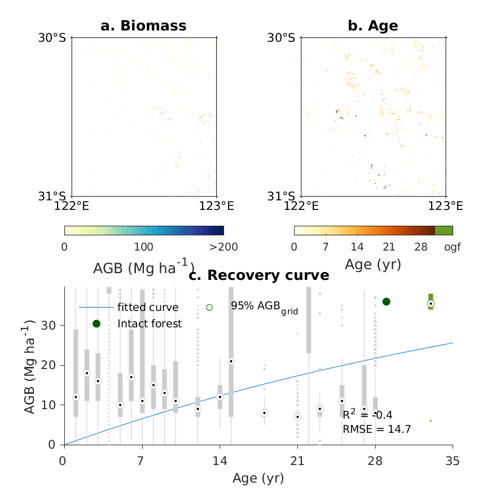 a. Biomass
b. Age
30°S
31°S
122°E
123°E
30°S
31°S
122°E
123°E
0
100
>200
AGB (Mg ha-1)
0
7
14
21
28
ogf
Age (yr)
c. Recovery curve
fitted curve
Intact forest
95% AGBgrid
R2 = -0.4
RMSE = 14.7
AGB (Mg ha-1)
30
20
10
0
0
7
14
21
28
35
Age (yr)